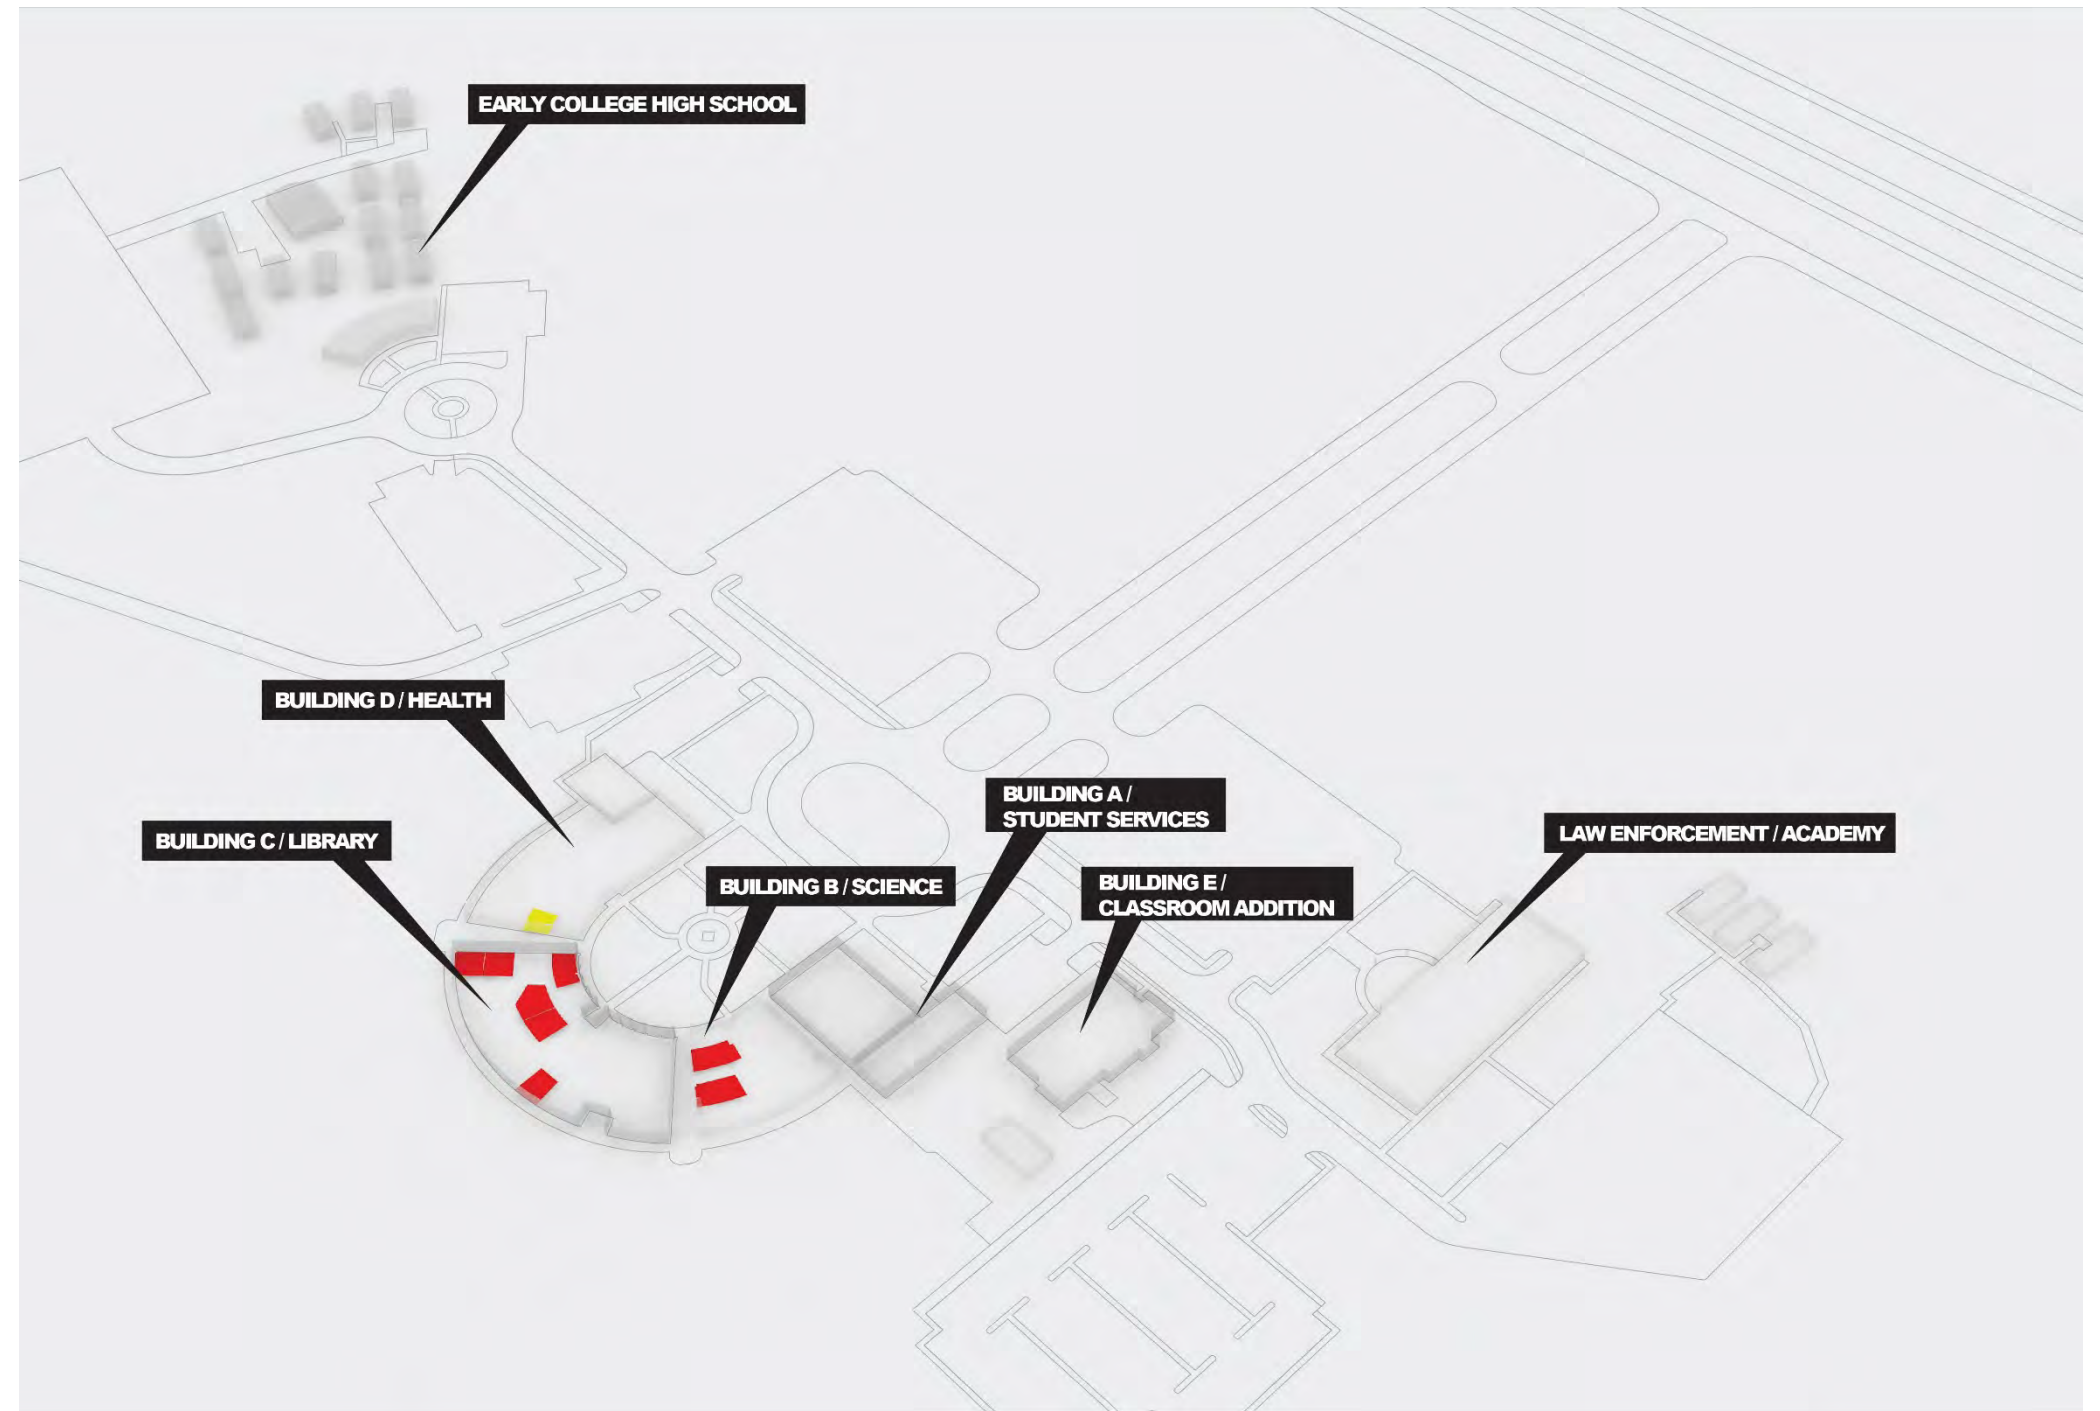 EARLY COLLEGE HIGH SCHOOL
BUILDING D / HEALTH
BUILDING A /
STUDENT SERVICES
BUILDING C / LIBRARY
LAW ENFORCEMENT / ACADEMY
BUILDING B / SCIENCE
BUILDING E /
CLASSROOM ADDITION